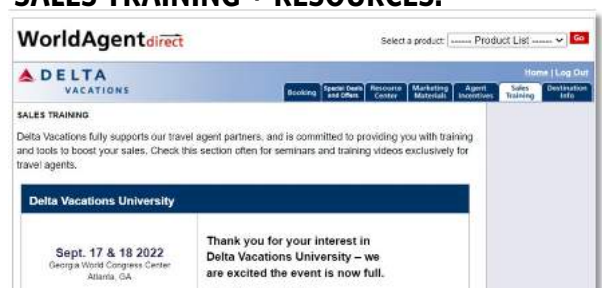 SALES TRAINING + RESOURCES:
WorldAgentdirect
Select a product: ------ Product List ------ Go
DELTA
VACATIONS
Home | Log Out
Booking Special Deals and Offers Resource Center Marketing Materials Agent Incentives Sales Training Destination Info
SALES TRAINING
Delta Vacations fully supports our travel agent partners, and is committed to providing you with training
and tools to boost your sales. Check this section often for seminars and training videos exclusively for
travel agents.
Delta Vacations University
Sept. 17 & 18 2022
Georgia World Congress Center
Atlanta, GA
Thank you for your interest in
Delta Vacations University – we
are excited the event is now full.